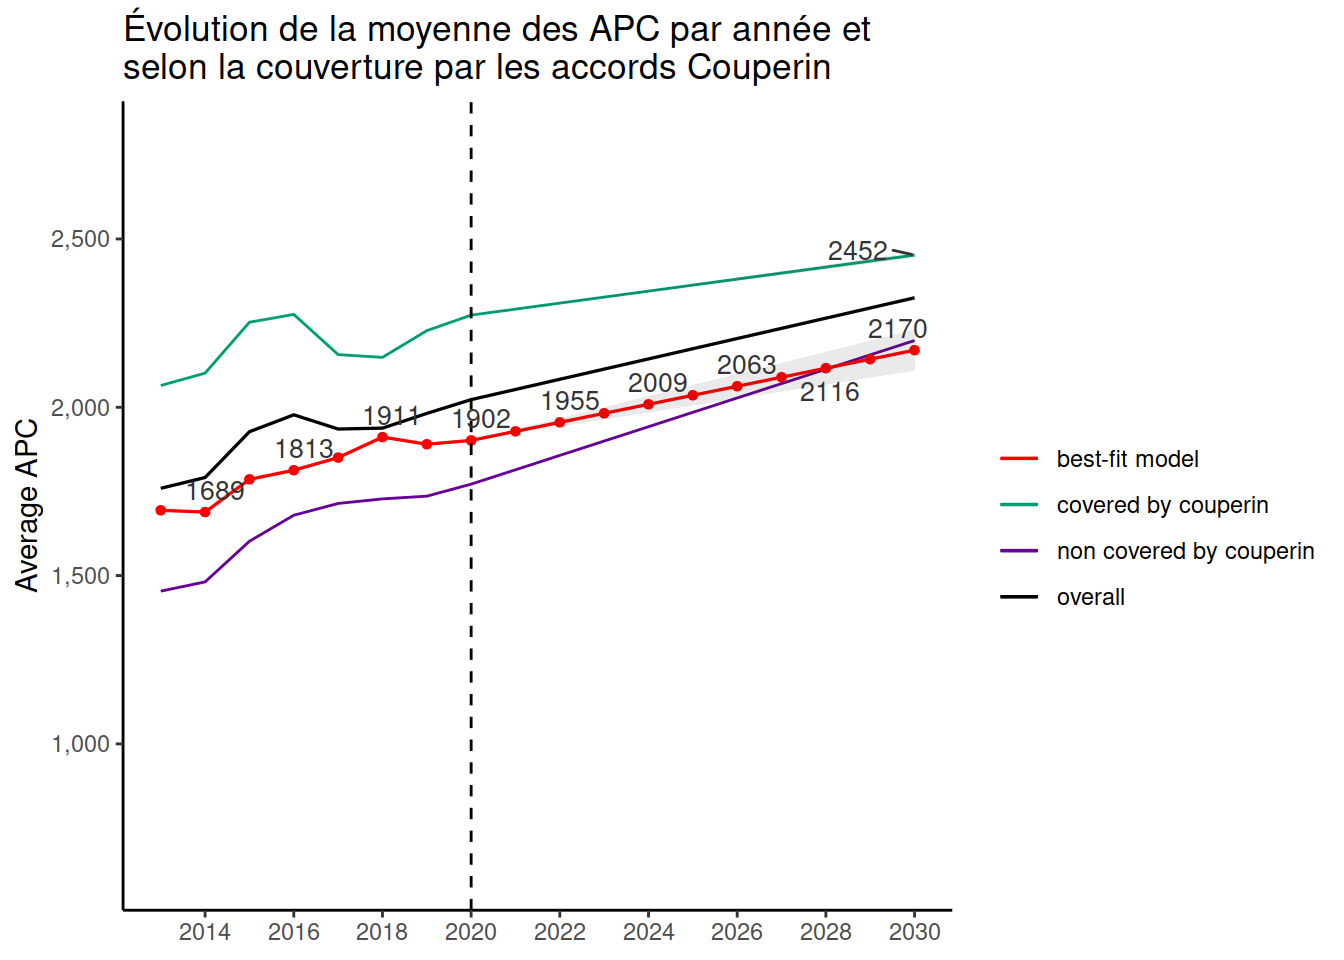 Évolution de la moyenne des APC par année et
selon la couverture par les accords Couperin
Average APC
2,500
2,000
1,500
1,000
1689
1813
1911
1902
1955
2009
2063
2116
2170
2452
2014 2016 2018 2020 2022 2024 2026 2028 2030
best-fit model
covered by couperin
non covered by couperin
overall